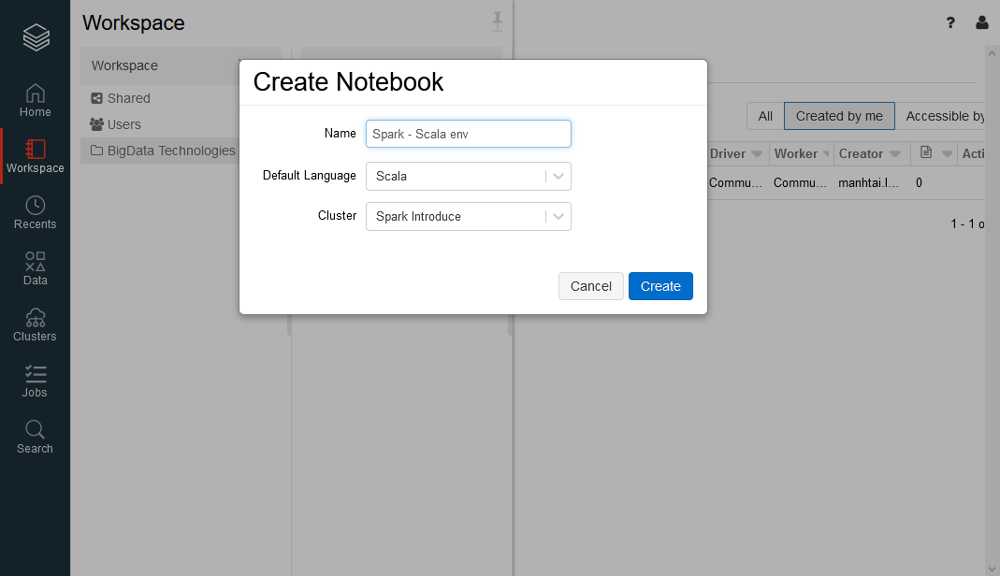 Workspace
Home
Workspace
Recents
Data
Clusters
Jobs
Search
Workspace
Shared
Users
BigData Technologies
Create Notebook
Name Spark - Scala env
Default Language Scala
Cluster Spark Introduce
Cancel Create
?
All Created by me Accessible by
Driver Worker Creator Acti
Commu... Commu... manhtai.l... 0
1 - 1 o